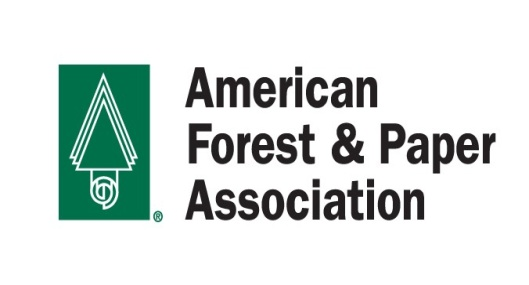 American
Forest & Paper
Association
®